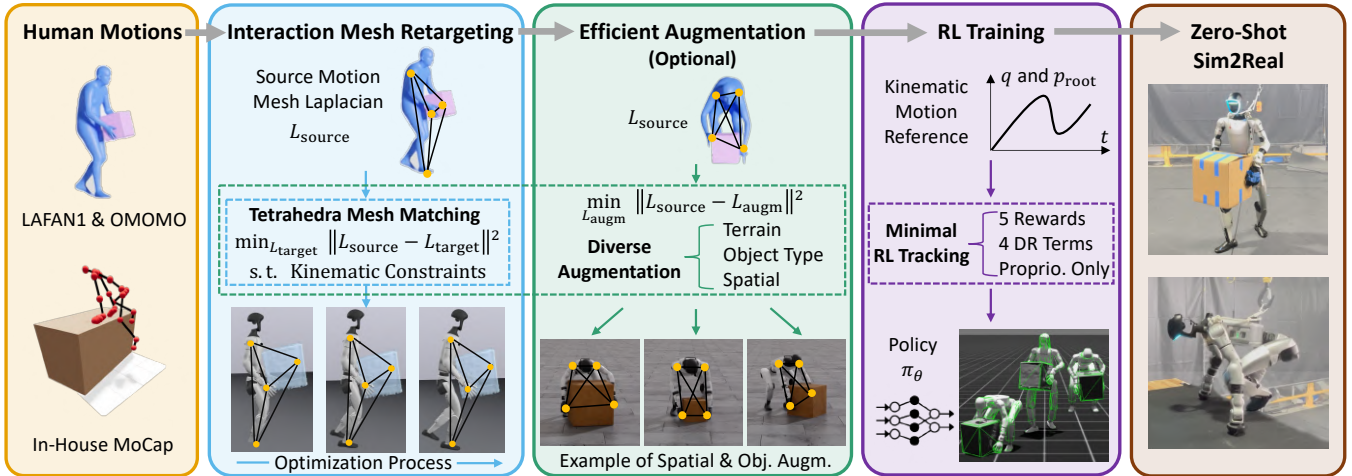 Human Motions
LAFAN1 & OMOMO
In-House MoCap
Interaction Mesh Retargeting
Source Motion
Mesh Laplacian
L_source
Tetrahedra Mesh Matching
min_{L_target} ‖L_source − L_target‖²
s.t. Kinematic Constraints
Optimization Process
Efficient Augmentation
(Optional)
L_source
min_{L_augm} ‖L_source − L_augm‖²
Diverse
Augmentation
Terrain
Object Type
Spatial
Example of Spatial & Obj. Augm.
RL Training
Kinematic
Motion
Reference
q and p_root
t
Minimal
RL Tracking
5 Rewards
4 DR Terms
Proprio. Only
Policy
π_θ
Zero-Shot
Sim2Real